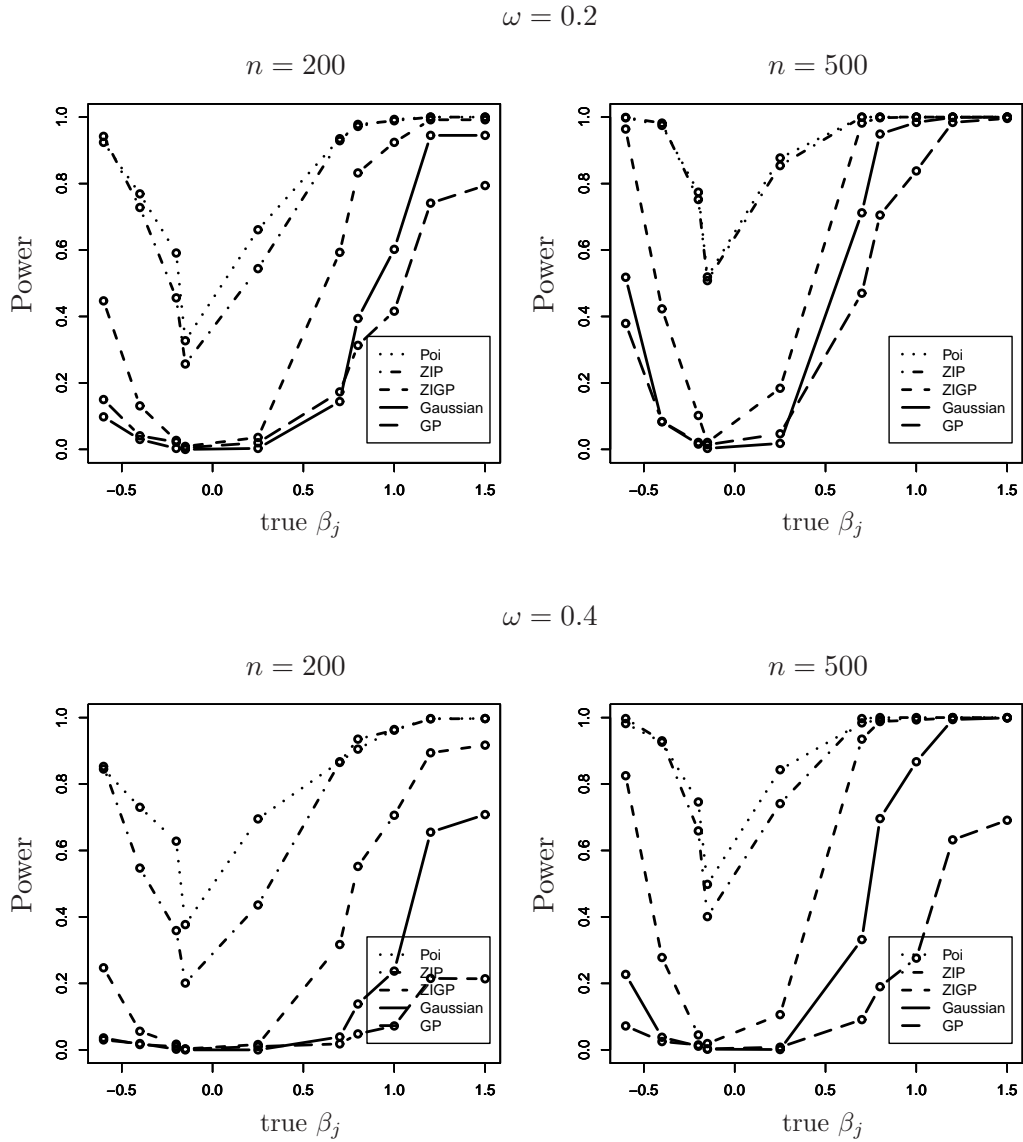 ω = 0.2
n = 200
n = 500
Power
1.0
0.8
0.6
0.4
0.2
0.0
−0.5 0.0 0.5 1.0 1.5
true βj
Poi
ZIP
ZIGP
Gaussian
GP
Power
1.0
0.8
0.6
0.4
0.2
0.0
−0.5 0.0 0.5 1.0 1.5
true βj
Poi
ZIP
ZIGP
Gaussian
GP
ω = 0.4
n = 200
n = 500
Power
1.0
0.8
0.6
0.4
0.2
0.0
−0.5 0.0 0.5 1.0 1.5
true βj
Poi
ZIP
ZIGP
Gaussian
GP
Power
1.0
0.8
0.6
0.4
0.2
0.0
−0.5 0.0 0.5 1.0 1.5
true βj
Poi
ZIP
ZIGP
Gaussian
GP